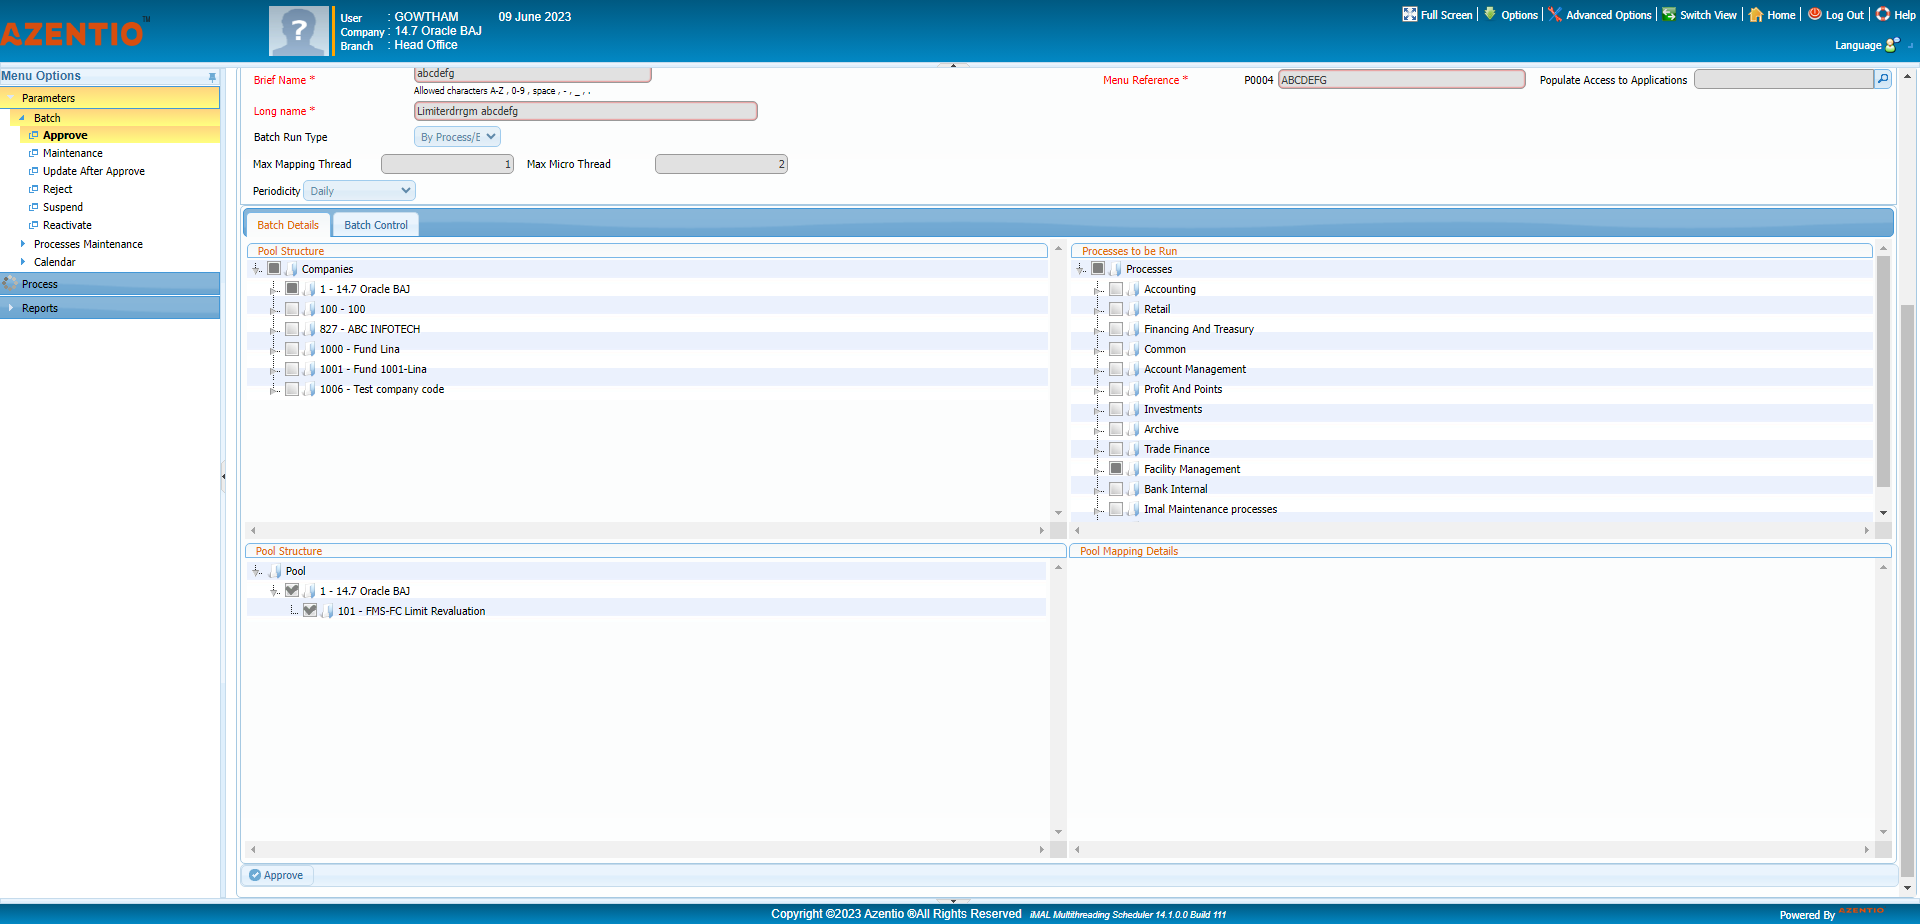 AZENTIO™
?
User : GOWTHAM 09 June 2023
Company : 14.7 Oracle BAJ
Branch : Head Office
Full Screen Options Advanced Options Switch View Home Log Out Help
Language
Menu Options
Parameters
Batch
Approve
Maintenance
Update After Approve
Reject
Suspend
Reactivate
Processes Maintenance
Calendar
Process
Reports
Brief Name * abcdefg Menu Reference * P0004 ABCDEFG Populate Access to Applications
Allowed characters A-Z , 0-9 , space , - , _ , .
Long name * Limiterdrrgm abcdefg
Batch Run Type By Process/E
Max Mapping Thread 1 Max Micro Thread 2
Periodicity Daily
Batch Details Batch Control
Pool Structure
Companies
1 - 14.7 Oracle BAJ
100 - 100
827 - ABC INFOTECH
1000 - Fund Lina
1001 - Fund 1001-Lina
1006 - Test company code
Processes to be Run
Processes
Accounting
Retail
Financing And Treasury
Common
Account Management
Profit And Points
Investments
Archive
Trade Finance
Facility Management
Bank Internal
Imal Maintenance processes
Pool Structure
Pool
1 - 14.7 Oracle BAJ
101 - FMS-FC Limit Revaluation
Pool Mapping Details
Approve
Copyright ©2023 Azentio ®All Rights Reserved iMAL Multithreading Scheduler 14.1.0.0 Build 111
Powered By AZENTIO